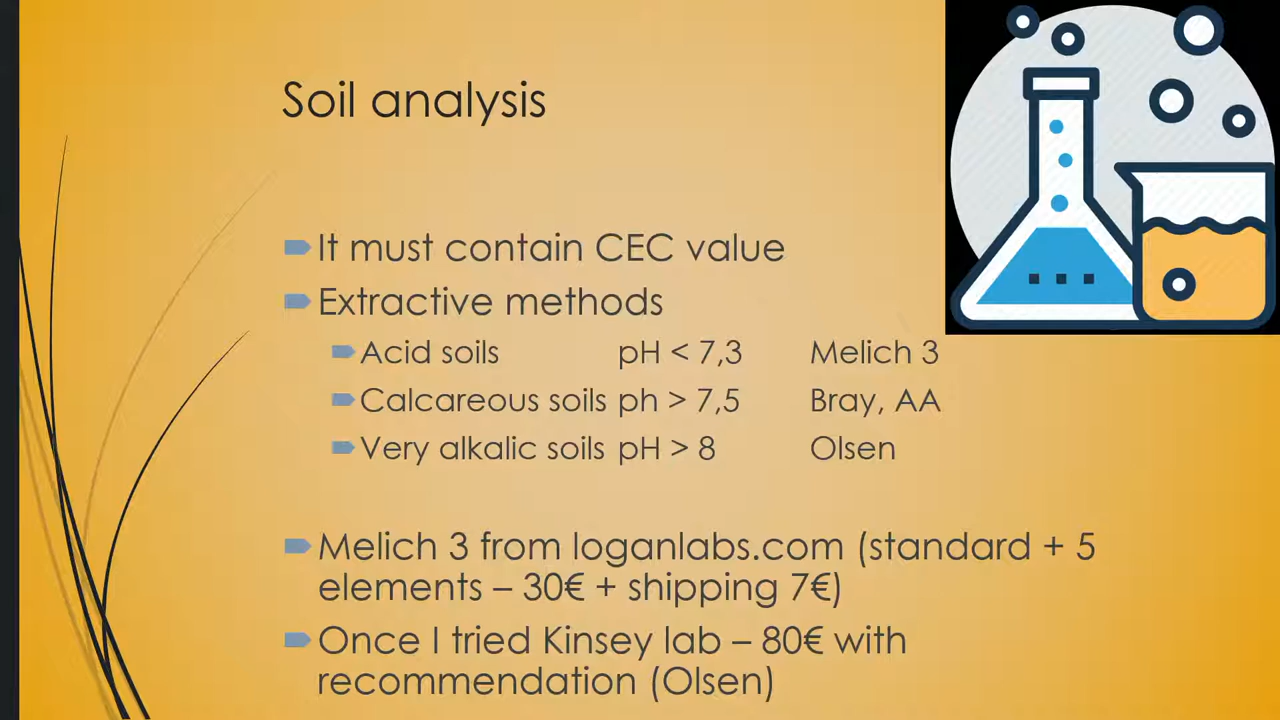 Soil analysis
It must contain CEC value
Extractive methods
Acid soils pH < 7,3 Melich 3
Calcareous soils ph > 7,5 Bray, AA
Very alkalic soils pH > 8 Olsen
Melich 3 from loganlabs.com (standard + 5
elements – 30€ + shipping 7€)
Once I tried Kinsey lab – 80€ with
recommendation (Olsen)